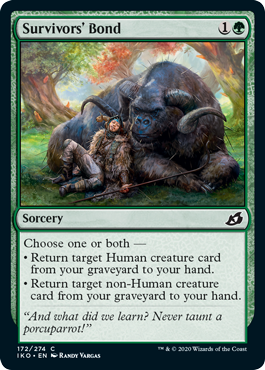 Survivors' Bond 1
Sorcery
Choose one or both —
• Return target Human creature card
from your graveyard to your hand.
• Return target non-Human creature
card from your graveyard to your hand.
"And what did we learn? Never taunt a
porcuparrot!"
172/274 C
IKO • EN RANDY VARGAS ™ & © 2020 Wizards of the Coast